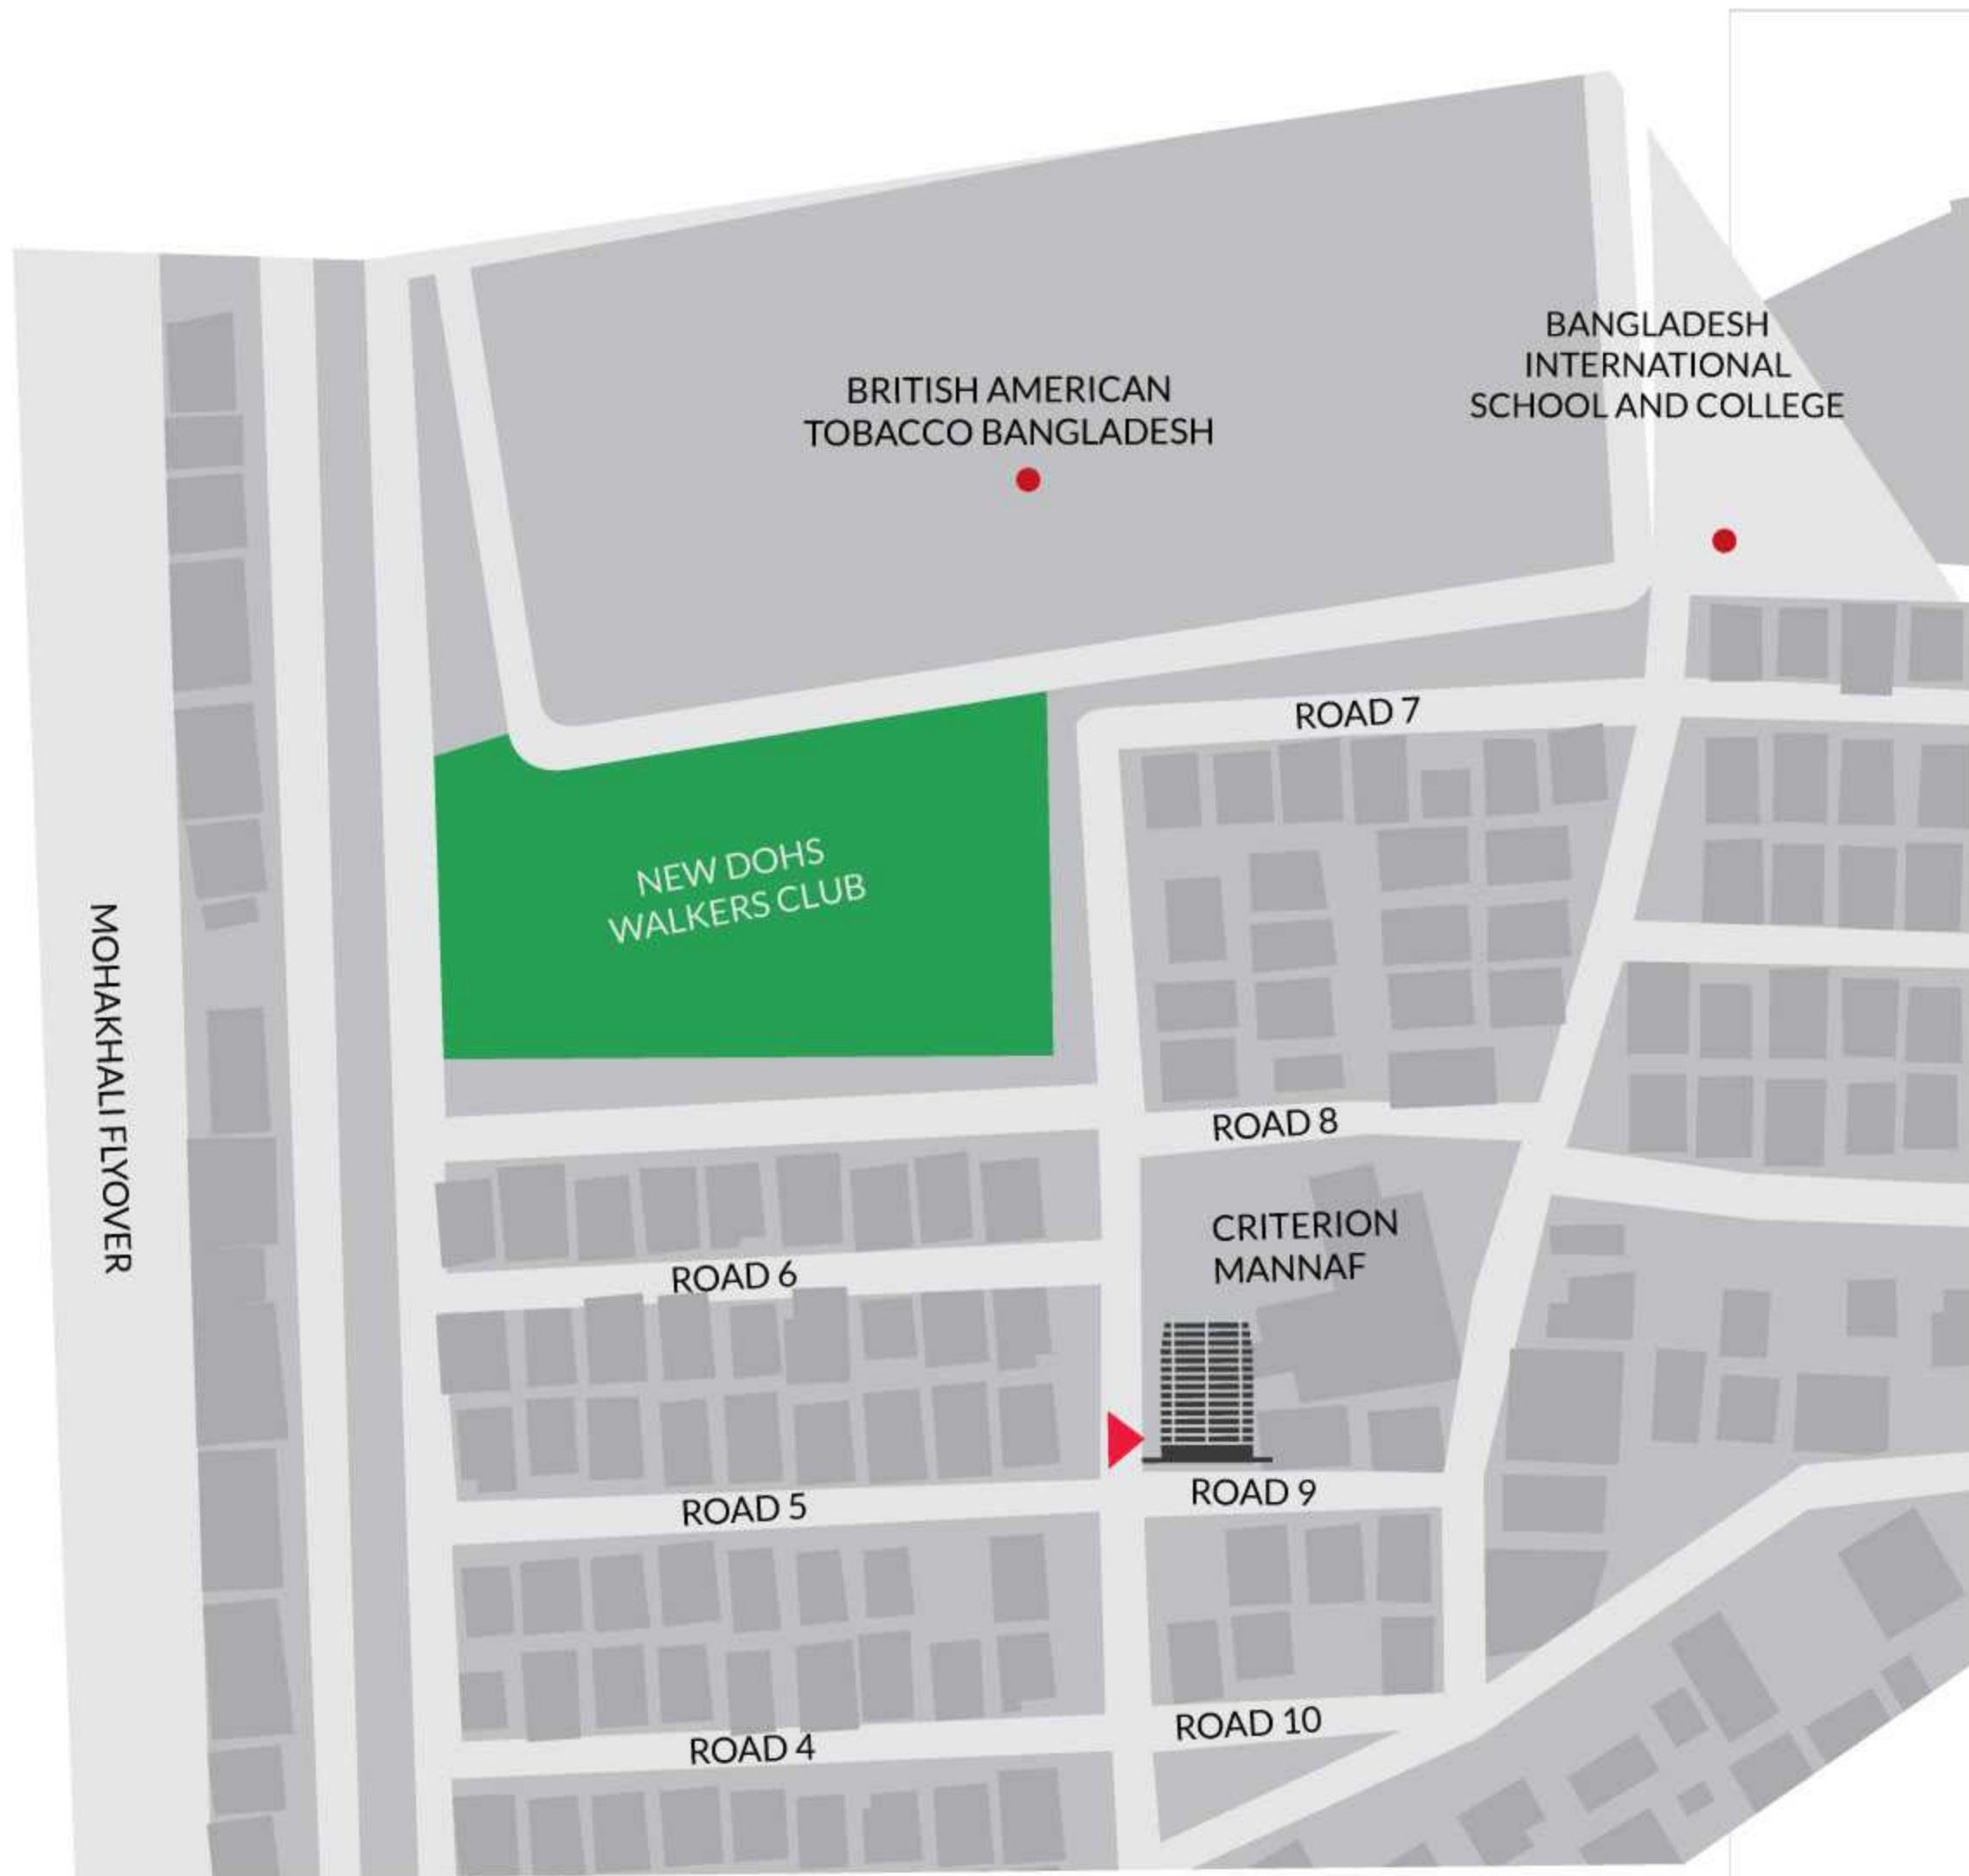 BRITISH AMERICAN
TOBACCO BANGLADESH
BANGLADESH
INTERNATIONAL
SCHOOL AND COLLEGE
ROAD 7
NEW DOHS
WALKERS CLUB
MOHAKHALI FLYOVER
ROAD 8
CRITERION
MANNAF
ROAD 6
ROAD 9
ROAD 5
ROAD 10
ROAD 4